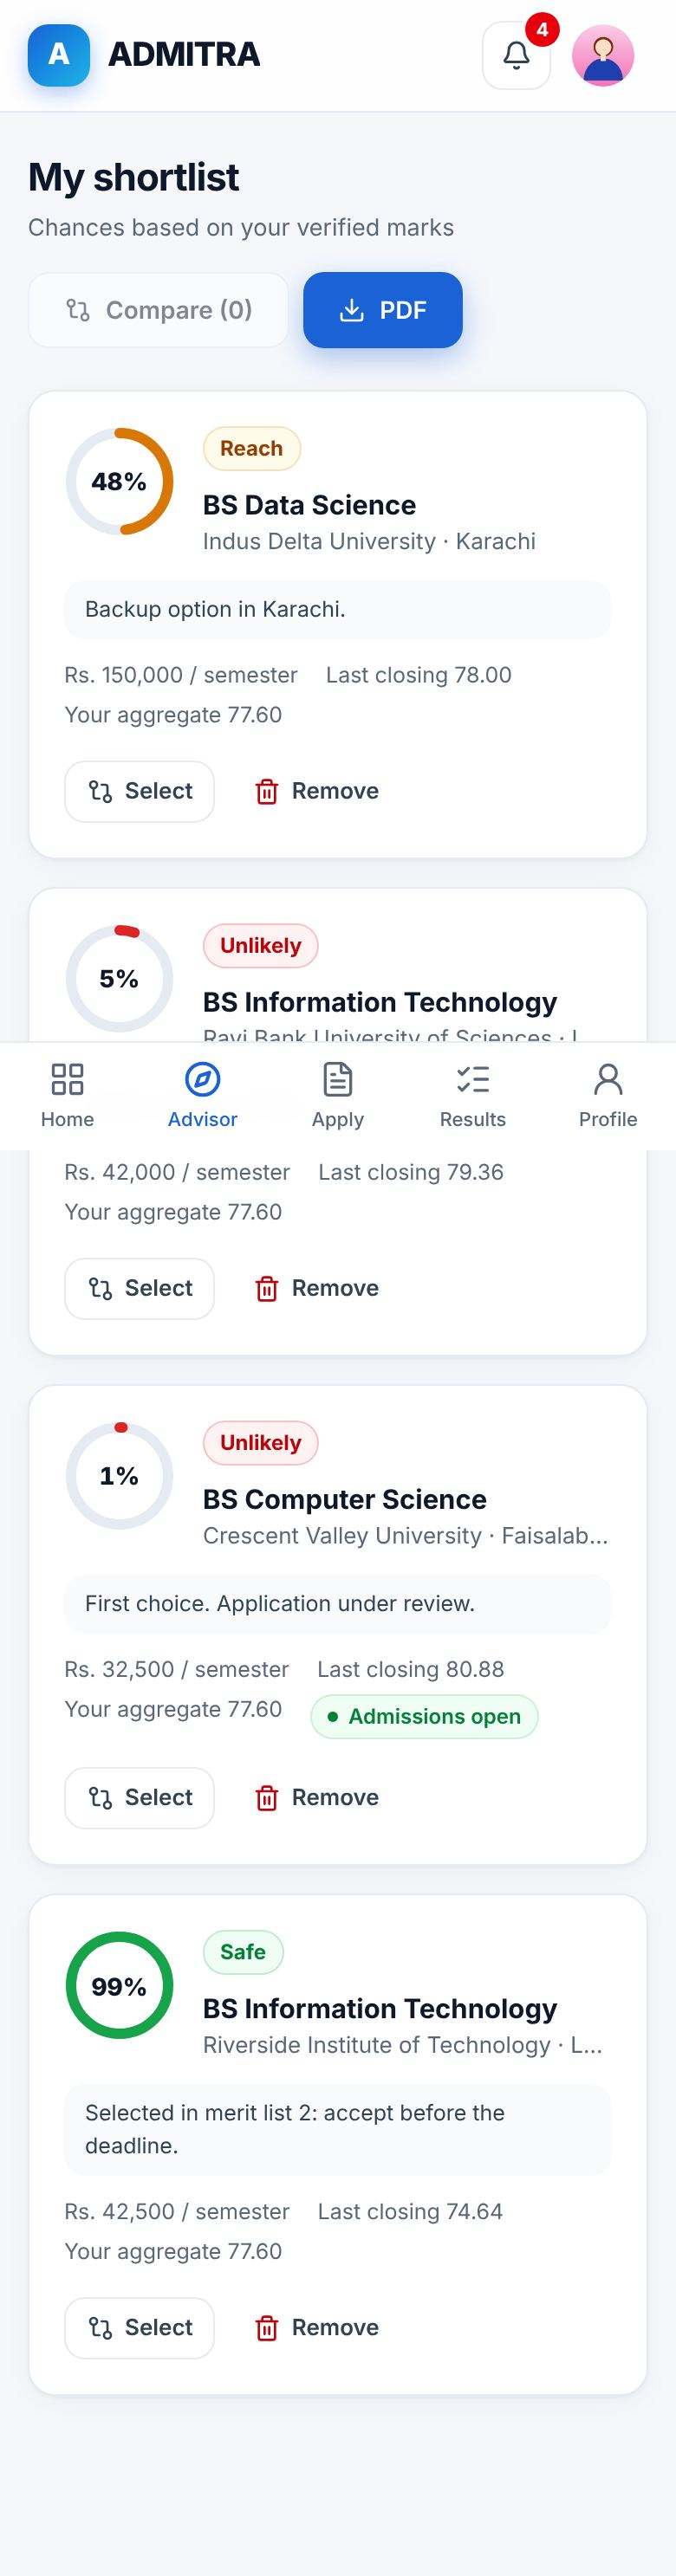 A ADMITRA
4
My shortlist
Chances based on your verified marks
Compare (0)
PDF
48%
Reach
BS Data Science
Indus Delta University · Karachi
Backup option in Karachi.
Rs. 150,000 / semester Last closing 78.00
Your aggregate 77.60
Select Remove
5%
Unlikely
BS Information Technology
Ravi Bank University of Sciences · L
Home Advisor Apply Results Profile
Rs. 42,000 / semester Last closing 79.36
Your aggregate 77.60
Select Remove
1%
Unlikely
BS Computer Science
Crescent Valley University · Faisalab...
First choice. Application under review.
Rs. 32,500 / semester Last closing 80.88
Your aggregate 77.60 Admissions open
Select Remove
99%
Safe
BS Information Technology
Riverside Institute of Technology · L...
Selected in merit list 2: accept before the
deadline.
Rs. 42,500 / semester Last closing 74.64
Your aggregate 77.60
Select Remove